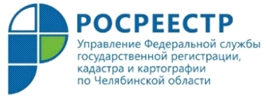 РОСРЕЕСТР
Управление Федеральной службы
государственной регистрации,
кадастра и картографии
по Челябинской области